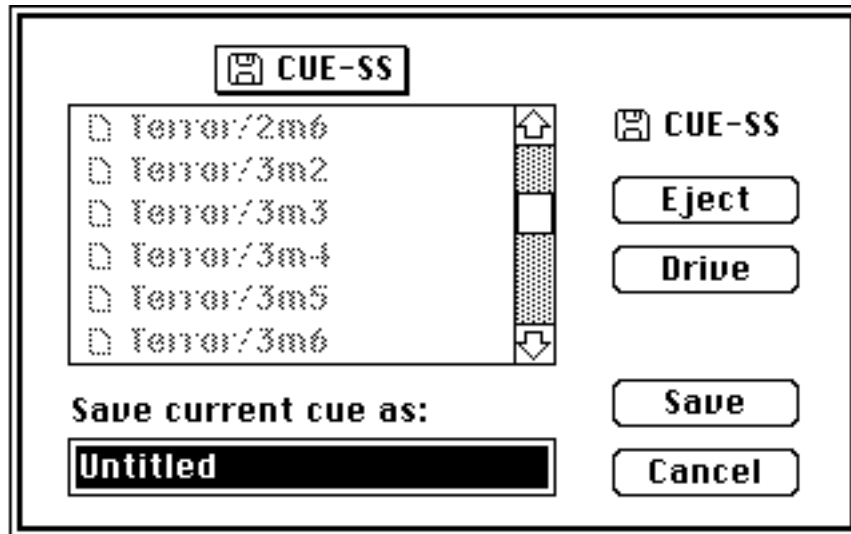 CUE-SS
Terror/2m6
Terror/3m2
Terror/3m3
Terror/3m4
Terror/3m5
Terror/3m6
CUE-SS
Eject
Drive
Save current cue as:
Untitled
Save
Cancel